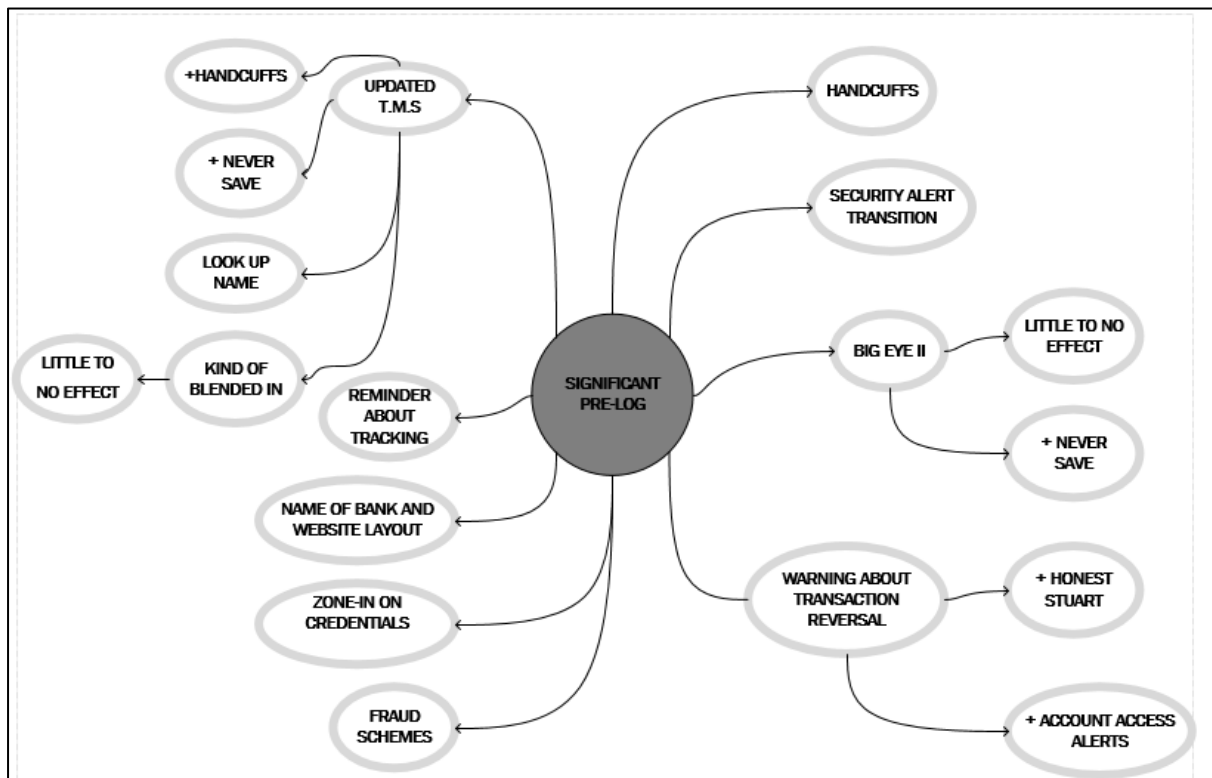 +HANDCUFFS
UPDATED
T.M.S
+ NEVER
SAVE
LOOK UP
NAME
KIND OF
BLENDED IN
LITTLE TO
NO EFFECT
REMINDER
ABOUT
TRACKING
NAME OF BANK AND
WEBSITE LAYOUT
ZONE-IN ON
CREDENTIALS
FRAUD
SCHEMES
SIGNIFICANT
PRE-LOG
HANDCUFFS
SECURITY ALERT
TRANSITION
BIG EYE II
LITTLE TO NO
EFFECT
+ NEVER
SAVE
WARNING ABOUT
TRANSACTION
REVERSAL
+ HONEST
STUART
+ ACCOUNT ACCESS
ALERTS